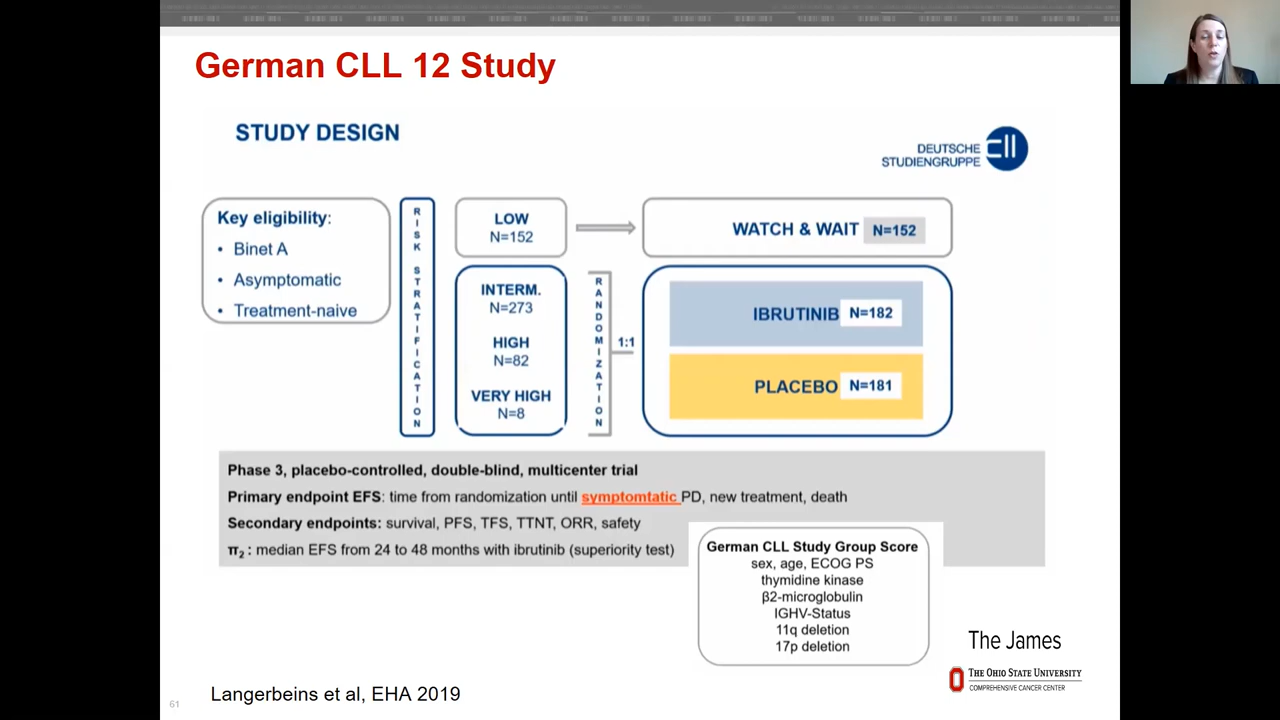 German CLL 12 Study
STUDY DESIGN
DEUTSCHE
STUDIENGRUPPE
CII
Key eligibility:
• Binet A
• Asymptomatic
• Treatment-naive
RISK STRATIFICATION
LOW
N=152
WATCH & WAIT N=152
INTERM.
N=273
HIGH
N=82
VERY HIGH
N=8
RANDOMIZATION
1:1
IBRUTINIB N=182
PLACEBO N=181
Phase 3, placebo-controlled, double-blind, multicenter trial
Primary endpoint EFS: time from randomization until symptomtatic PD, new treatment, death
Secondary endpoints: survival, PFS, TFS, TTNT, ORR, safety
π2 : median EFS from 24 to 48 months with ibrutinib (superiority test)
German CLL Study Group Score
sex, age, ECOG PS
thymidine kinase
β2-microglobulin
IGHV-Status
11q deletion
17p deletion
The James
THE OHIO STATE UNIVERSITY
COMPREHENSIVE CANCER CENTER
Langerbeins et al, EHA 2019
61